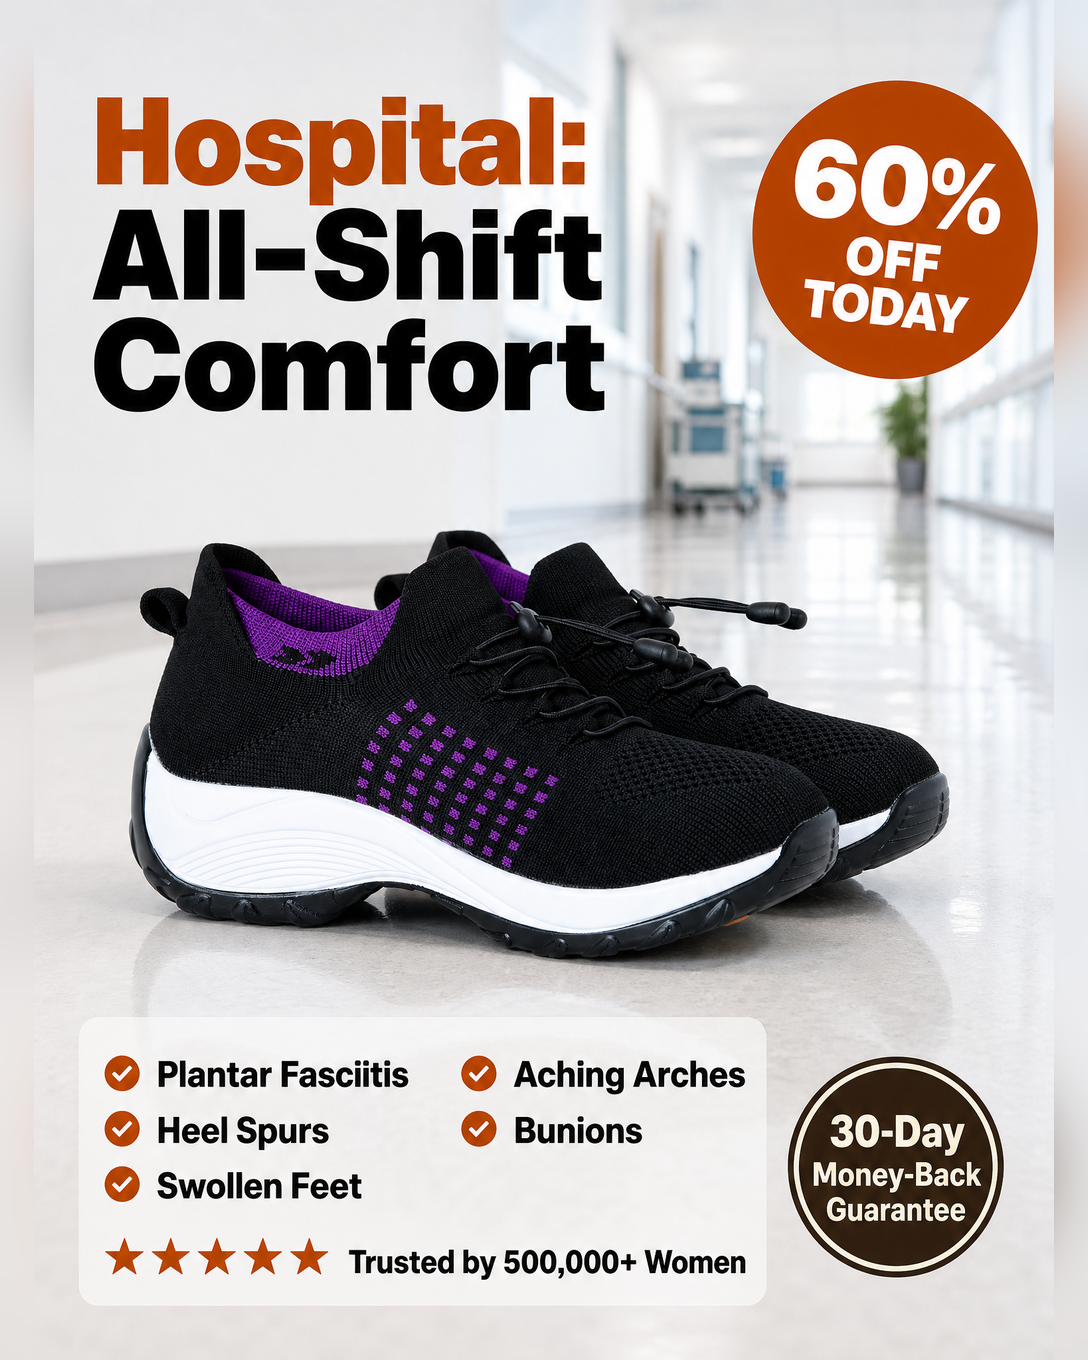 Hospital:
All-Shift
Comfort
60%
OFF
TODAY
Plantar Fasciitis
Aching Arches
Heel Spurs
Bunions
Swollen Feet
Trusted by 500,000+ Women
30-Day
Money-Back
Guarantee